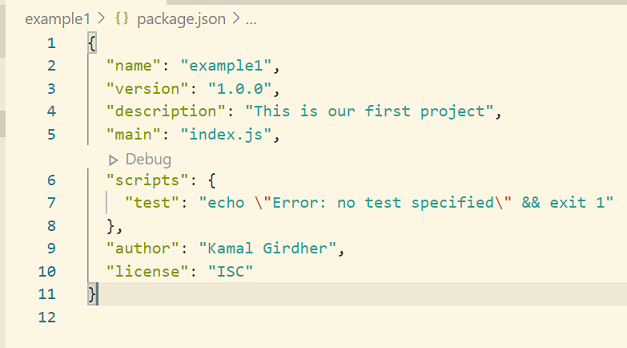 example1 > {} package.json > ...
1 {
2 "name": "example1",
3 "version": "1.0.0",
4 "description": "This is our first project",
5 "main": "index.js",
Debug
6 "scripts": {
7 "test": "echo \"Error: no test specified\" && exit 1"
8 },
9 "author": "Kamal Girdher",
10 "license": "ISC"
11 }
12